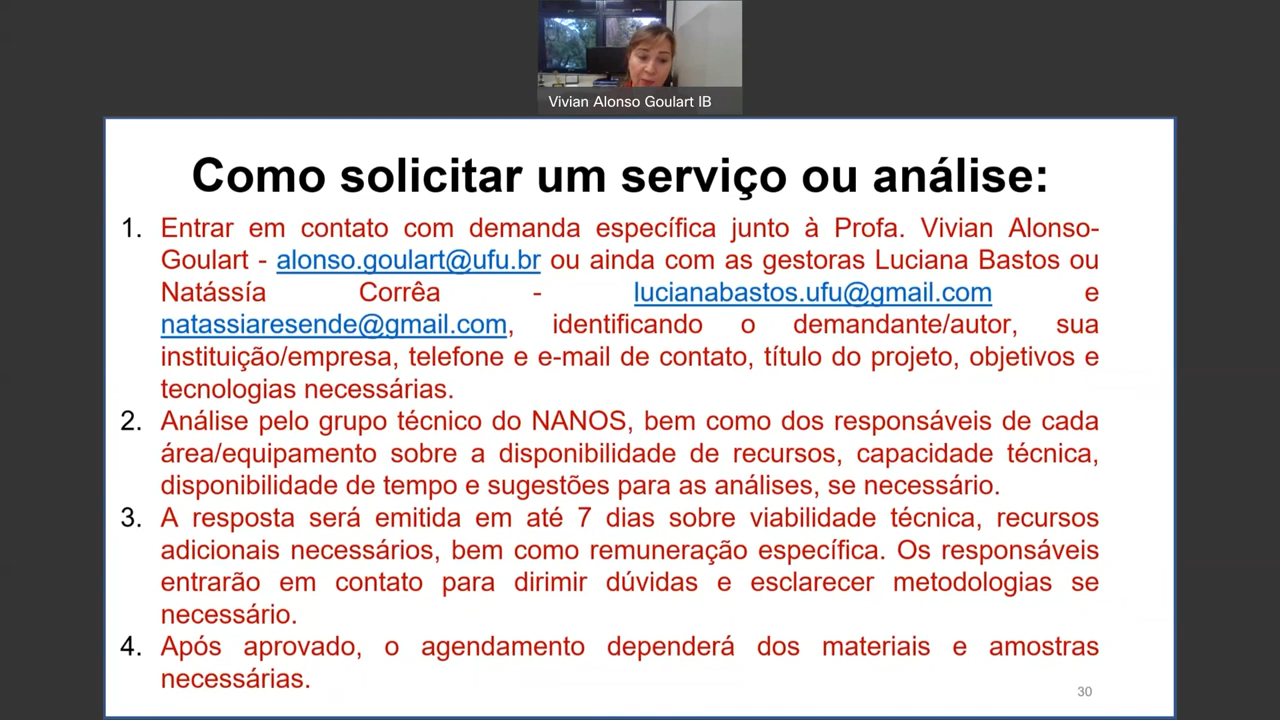 Vivian Alonso Goulart IB
Como solicitar um serviço ou análise:
1. Entrar em contato com demanda específica junto à Profa. Vivian Alonso-
Goulart - alonso.goulart@ufu.br ou ainda com as gestoras Luciana Bastos ou
Natássía Corrêa - lucianabastos.ufu@gmail.com e
natassiaresende@gmail.com, identificando o demandante/autor, sua
instituição/empresa, telefone e e-mail de contato, título do projeto, objetivos e
tecnologias necessárias.
2. Análise pelo grupo técnico do NANOS, bem como dos responsáveis de cada
área/equipamento sobre a disponibilidade de recursos, capacidade técnica,
disponibilidade de tempo e sugestões para as análises, se necessário.
3. A resposta será emitida em até 7 dias sobre viabilidade técnica, recursos
adicionais necessários, bem como remuneração específica. Os responsáveis
entrarão em contato para dirimir dúvidas e esclarecer metodologias se
necessário.
4. Após aprovado, o agendamento dependerá dos materiais e amostras
necessárias.
30